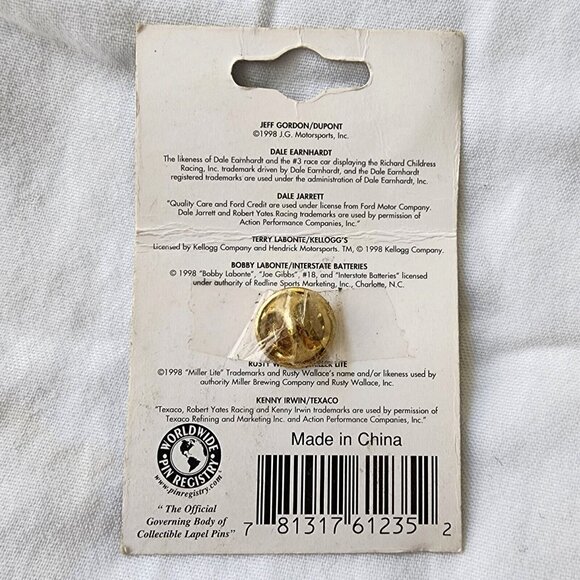 JEFF GORDON/DUPONT
©1998 J.G. Motorsports, Inc.
DALE EARNHARDT
The likeness of Dale Earnhardt and the #3 race car displaying the Richard Childress
Racing, Inc. trademark driven by Dale Earnhardt, and the Dale Earnhardt
registered trademarks are used under the administration of Dale Earnhardt, Inc.
DALE JARRETT
"Quality Care and Ford Credit are used under license from Ford Motor Company.
Dale Jarrett and Robert Yates Racing trademarks are used by permission of
Action Performance Companies, Inc."
TERRY LABONTE/KELLOGG'S
Licensed by Kellogg Company and Hendrick Motorsports. TM, © 1998 Kellogg Company.
BOBBY LABONTE/INTERSTATE BATTERIES
© 1998 "Bobby Labonte", "Joe Gibbs", #18, and "Interstate Batteries" licensed
under authority of Redline Sports Marketing, Inc., Charlotte, N.C.
RUSTY LITE
©1998 "Miller Lite" Trademarks and Rusty Wallace's name and/or likeness used by
authority Miller Brewing Company and Rusty Wallace, Inc.
KENNY IRWIN/TEXACO
"Texaco, Robert Yates Racing and Kenny Irwin trademarks are used by permission of
Texaco Refining and Marketing Inc. and Action Performance Companies, Inc."
Made in China
WORLDWIDE
PIN REGISTRY
www.pinregistry.com
"The Official
Governing Body of
Collectible Lapel Pins"
7 81317 61235 2